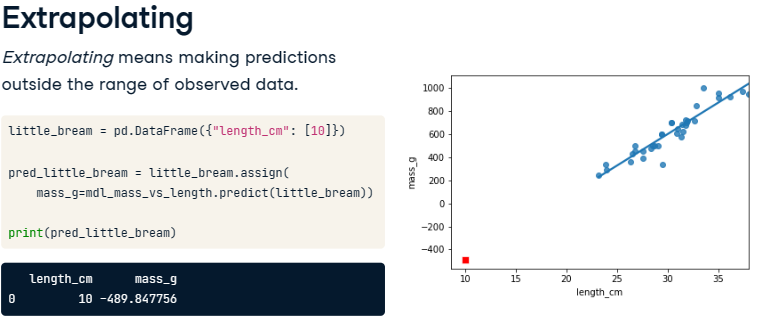 Extrapolating
Extrapolating means making predictions
outside the range of observed data.
little_bream = pd.DataFrame({"length_cm": [10]})
pred_little_bream = little_bream.assign(
    mass_g=mdl_mass_vs_length.predict(little_bream))
print(pred_little_bream)
   length_cm      mass_g
0         10 -489.847756
1000
800
600
400
200
0
−200
−400
mass_g
10 15 20 25 30 35
length_cm